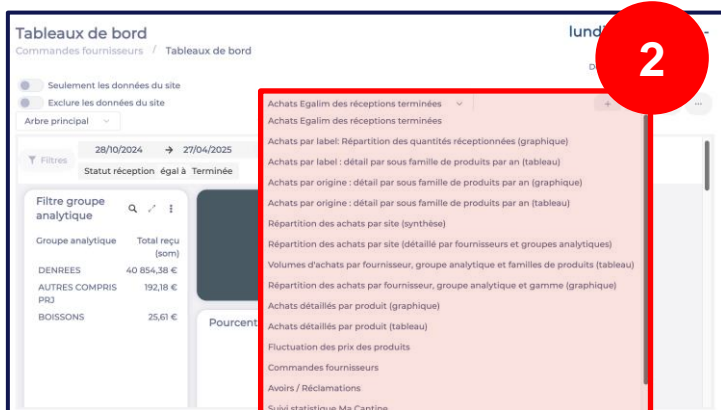 Tableaux de bord
lundi
-
2
Commandes fournisseurs / Tableaux de bord
Seulement les données du site
Exclure les données du site
Arbre principal
Achats Egalim des réceptions terminées
+
...
Filtres
28/10/2024 → 27/04/2025
Statut réception égal à Terminée
Filtre groupe
analytique
Groupe analytique Total reçu
(som)
DENREES 40 854,38 €
AUTRES COMPRIS 192,18 €
PRJ
BOISSONS 25,61 €
Pourcent
Achats Egalim des réceptions terminées
Achats par label: Répartition des quantités réceptionnées (graphique)
Achats par label : détail par sous famille de produits par an (tableau)
Achats par origine : détail par sous famille de produits par an (graphique)
Achats par origine : détail par sous famille de produits par an (tableau)
Répartition des achats par site (synthèse)
Répartition des achats par site (détaillé par fournisseurs et groupes analytiques)
Volumes d'achats par fournisseur, groupe analytique et familles de produits (tableau)
Répartition des achats par fournisseur, groupe analytique et gamme (graphique)
Achats détaillés par produit (graphique)
Achats détaillés par produit (tableau)
Fluctuation des prix des produits
Commandes fournisseurs
Avoirs / Réclamations
Suivi statistique Ma Cantine